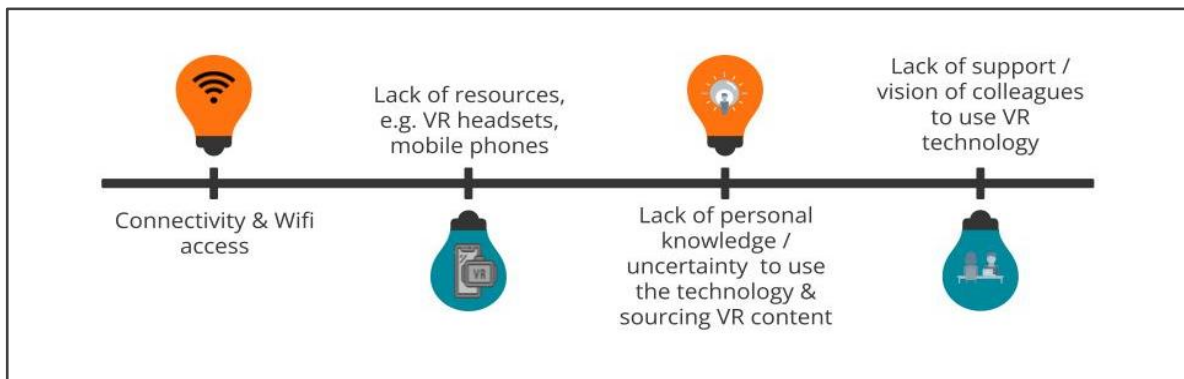 Connectivity & Wifi
access
Lack of resources,
e.g. VR headsets,
mobile phones
VR
Lack of personal
knowledge /
uncertainty to use
the technology &
sourcing VR content
Lack of support /
vision of colleagues
to use VR
technology